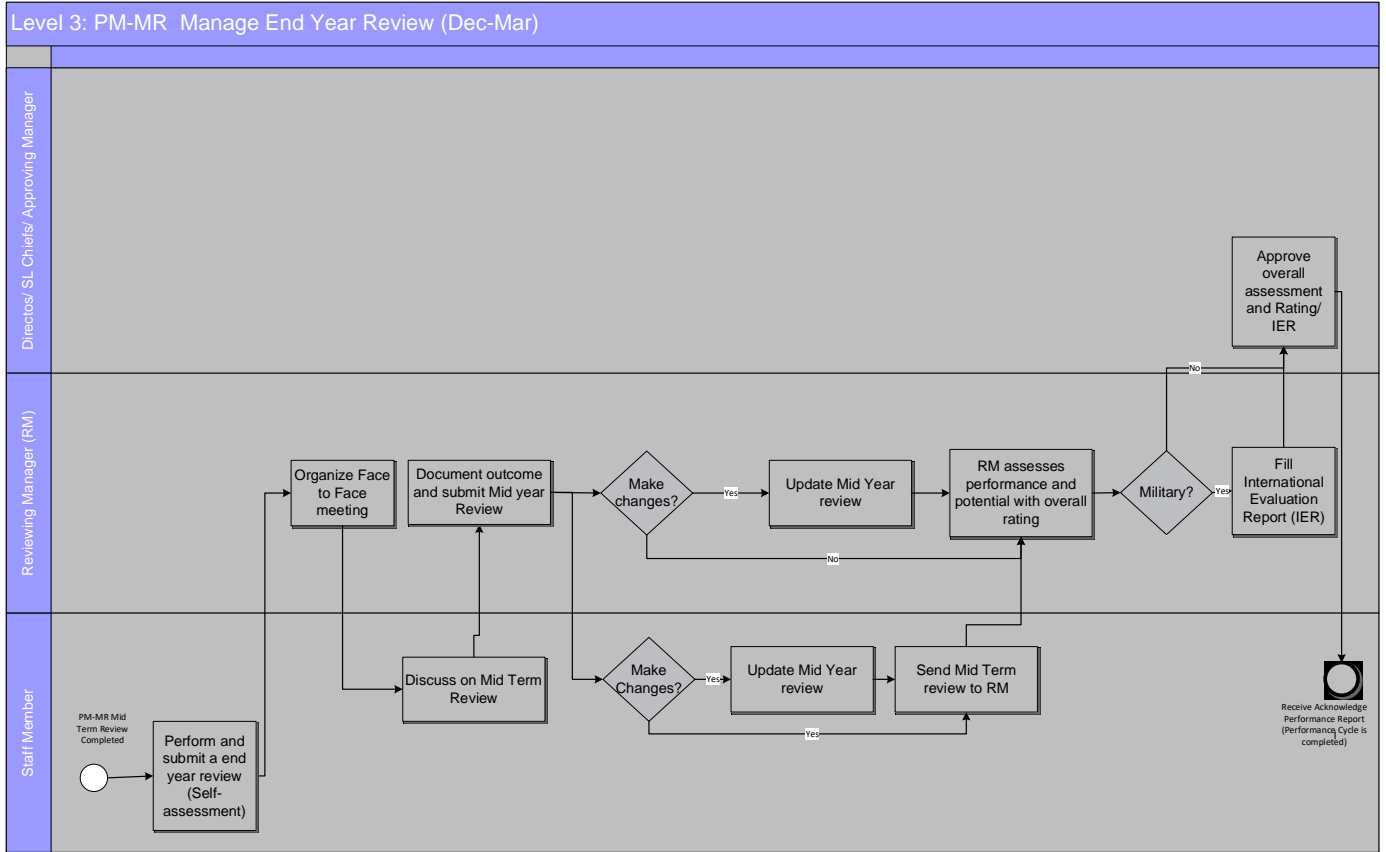 Level 3: PM-MR  Manage End Year Review (Dec-Mar)
Directos/ SL Chiefs/ Approving Manager
Approve
overall
assessment
and Rating/
IER
No
Reviewing Manager (RM)
Organize Face
to Face
meeting
Document outcome
and submit Mid year
Review
Make
changes?
Yes
Update Mid Year
review
RM assesses
performance and
potential with overall
rating
Military?
Yes
Fill
International
Evaluation
Report (IER)
No
Staff Member
PM-MR Mid
Term Review
Completed
Perform and
submit a end
year review
(Self-
assessment)
Discuss on Mid Term
Review
Make
Changes?
Yes
Update Mid Year
review
Send Mid Term
review to RM
Yes
Receive Acknowledge
Performance Report
(Performance Cycle is
completed)